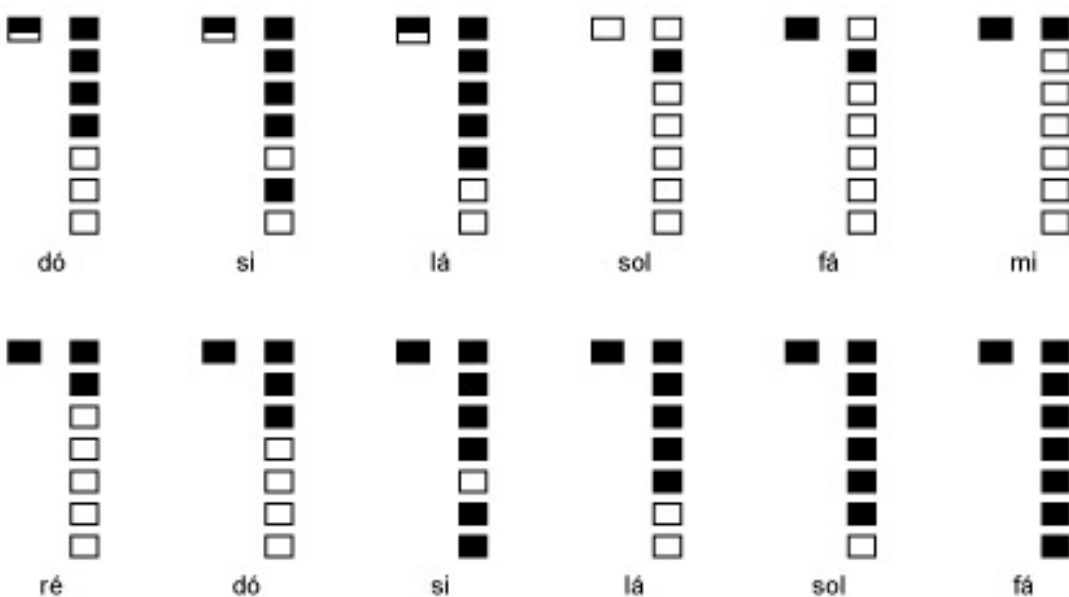 dó si lá sol fá mi
ré dó si lá sol fá